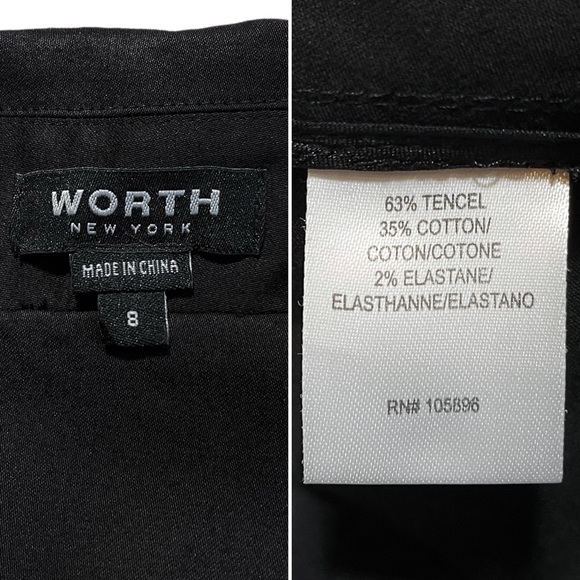 WORTH
NEW YORK
MADE IN CHINA
8
63% TENCEL
35% COTTON/
COTON/COTONE
2% ELASTANE/
ELASTHANNE/ELASTANO
RN# 105896